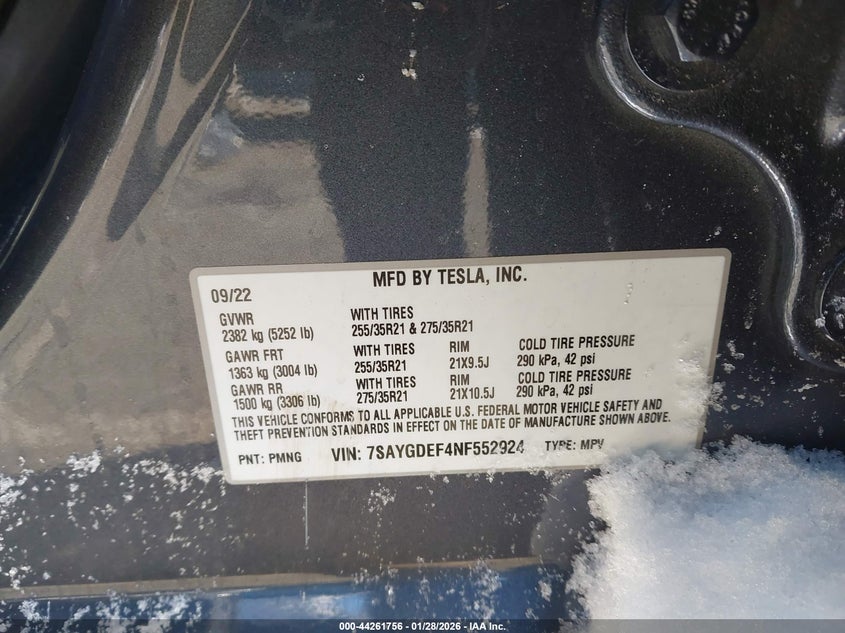 MFD BY TESLA, INC.
09/22
GVWR WITH TIRES
2382 kg (5252 lb) 255/35R21 & 275/35R21
GAWR FRT WITH TIRES RIM COLD TIRE PRESSURE
1363 kg (3004 lb) 255/35R21 21X9.5J 290 kPa, 42 psi
GAWR RR WITH TIRES RIM COLD TIRE PRESSURE
1500 kg (3306 lb) 275/35R21 21X10.5J 290 kPa, 42 psi
THIS VEHICLE CONFORMS TO ALL APPLICABLE U.S. FEDERAL MOTOR VEHICLE SAFETY AND
THEFT PREVENTION STANDARDS IN EFFECT ON THE DATE OF MANUFACTURE SHOWN ABOVE.
PNT: PMNG VIN: 7SAYGDEF4NF552924 TYPE: MPV
000-44261756 - 01/28/2026 - IAA Inc.